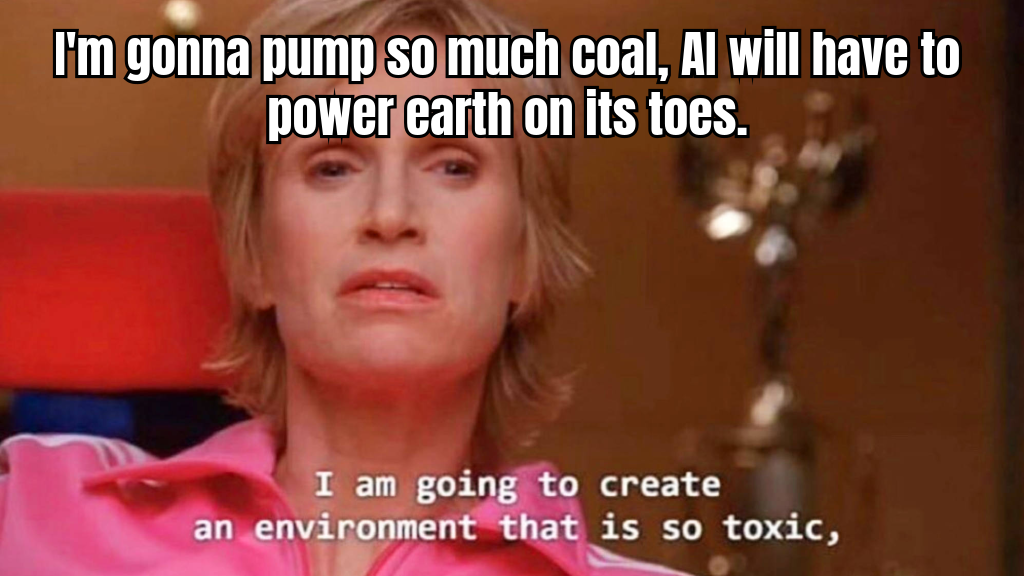 I'm gonna pump so much coal, AI will have to
power earth on its toes.
I am going to create
an environment that is so toxic,